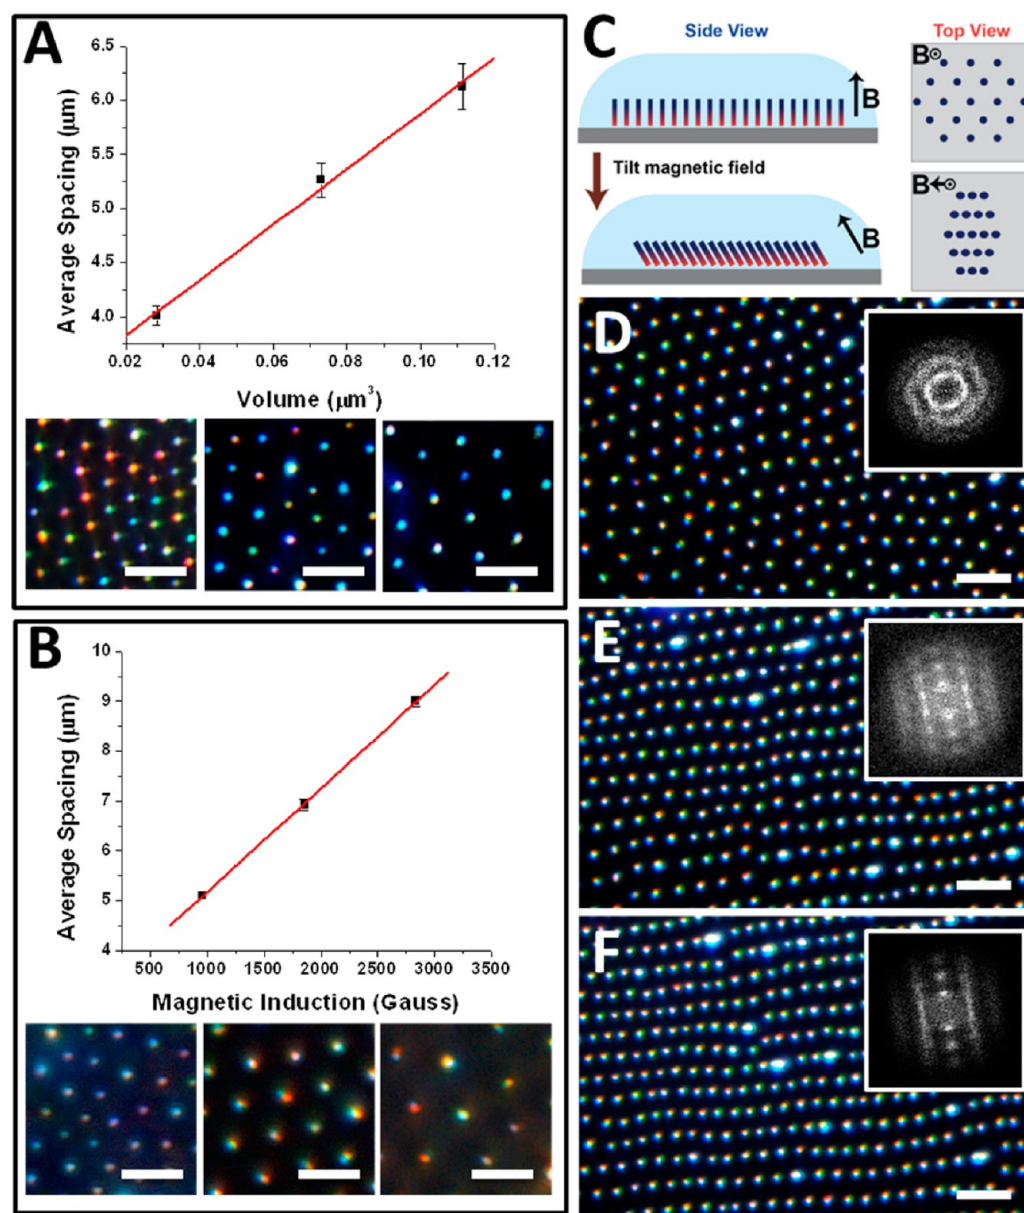 A
6.5
6.0
5.5
5.0
4.5
4.0
Average Spacing (μm)
0.02 0.04 0.06 0.08 0.10 0.12
Volume (μm³)
B
10
9
8
7
6
5
4
Average Spacing (μm)
500 1000 1500 2000 2500 3000 3500
Magnetic Induction (Gauss)
C
Side View
Top View
B
B
Tilt magnetic field
B
B
D
E
F